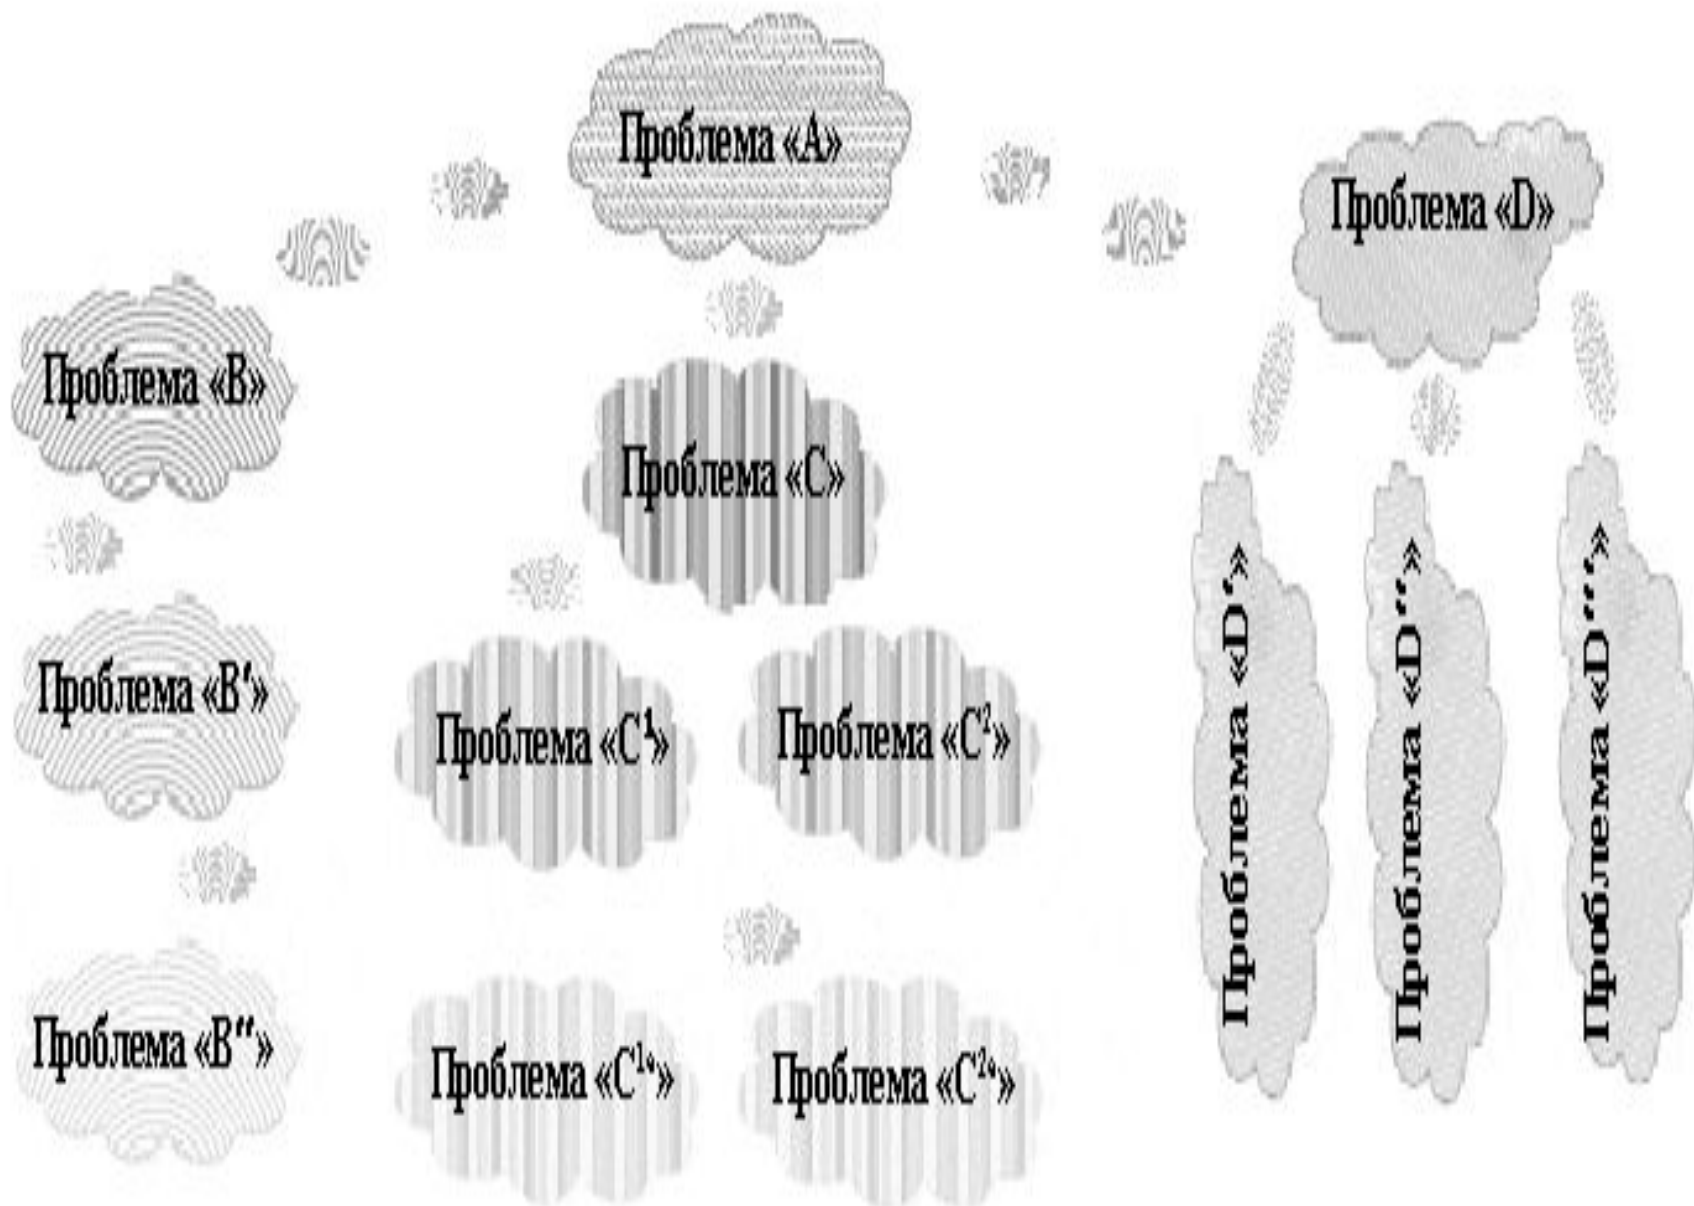 Проблема «A»
Проблема «D»
Проблема «B»
Проблема «C»
Проблема «B‘»
Проблема «C¹»
Проблема «C²»
Проблема «D‘»
Проблема «D‘‘»
Проблема «D‘‘‘»
Проблема «B‘‘»
Проблема «C¹‘»
Проблема «C²‘»